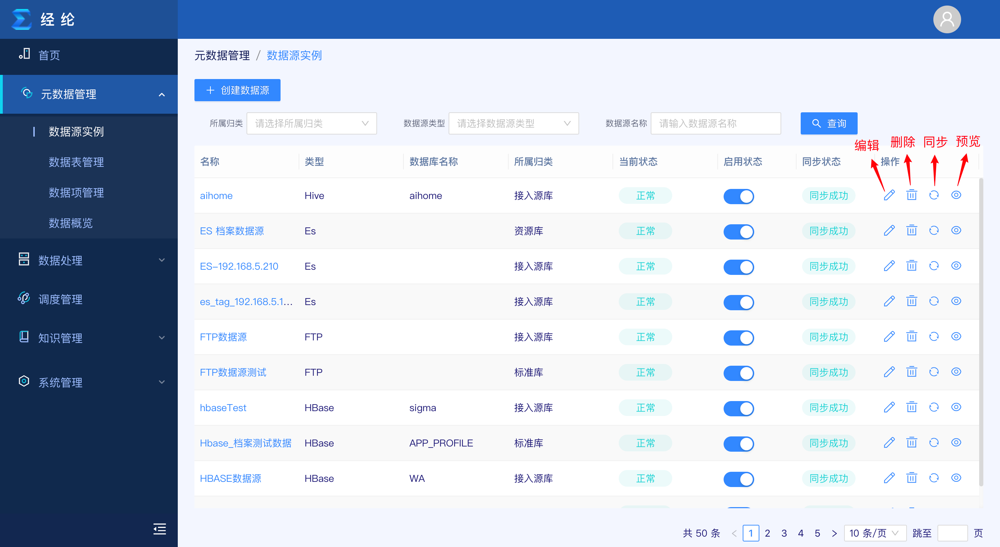 经 纶
首页
元数据管理
数据源实例
数据表管理
数据项管理
数据概览
数据处理
调度管理
知识管理
系统管理
元数据管理 / 数据源实例
+ 创建数据源
所属归类 请选择所属归类 数据源类型 请选择数据源类型 数据源名称 请输入数据源名称 查询
编辑 删除 同步 预览
名称 类型 数据库名称 所属归类 当前状态 启用状态 同步状态 操作
aihome Hive aihome 接入源库 正常 同步成功
ES 档案数据源 Es 资源库 正常 同步成功
ES-192.168.5.210 Es 接入源库 正常 同步成功
es_tag_192.168.5.1... Es 接入源库 正常 同步成功
FTP数据源 FTP 接入源库 正常 同步成功
FTP数据源测试 FTP 标准库 正常 同步成功
hbaseTest HBase sigma 接入源库 正常 同步成功
Hbase_档案测试数据 HBase APP_PROFILE 标准库 正常 同步成功
HBASE数据源 HBase WA 接入源库 正常 同步成功
共 50 条 < 1 2 3 4 5 > 10 条/页 跳至 页